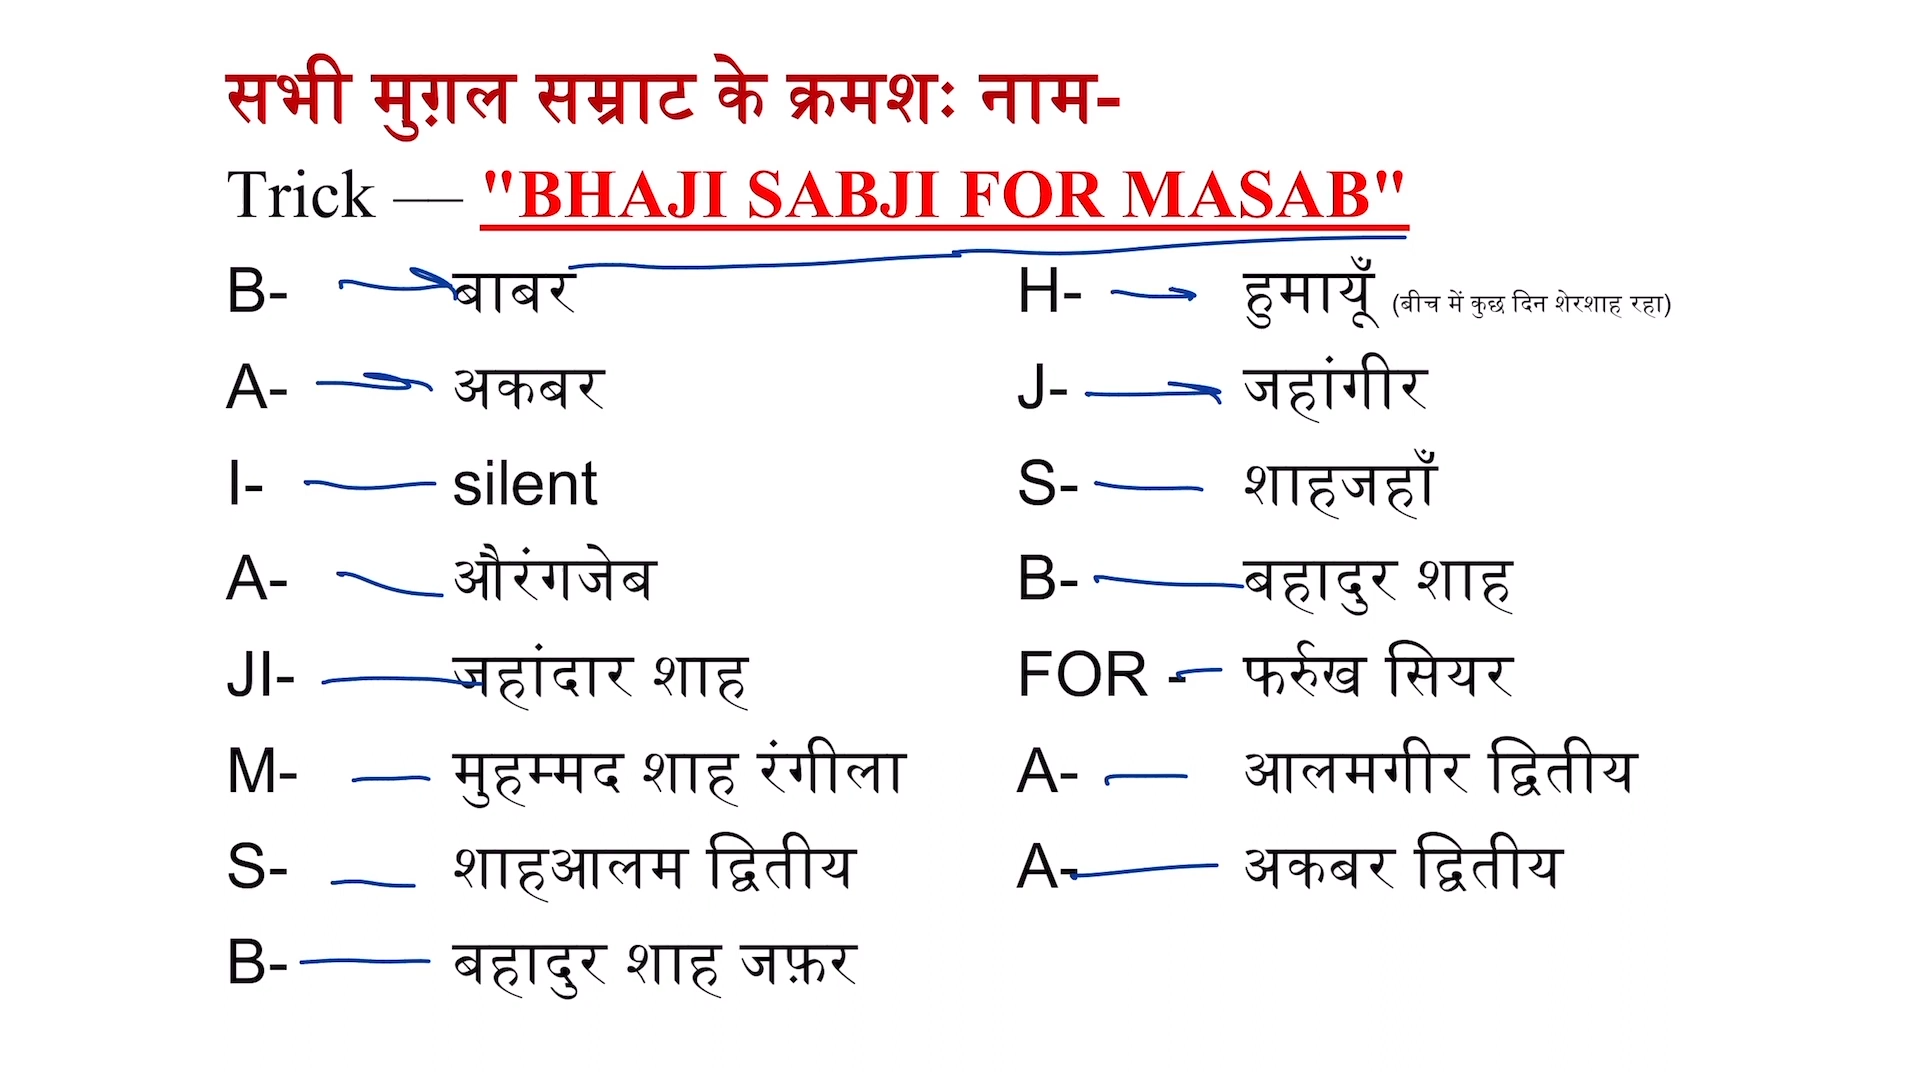 सभी मुग़ल सम्राट के क्रमशः नाम-
Trick — "BHAJI SABJI FOR MASAB"
B- बाबर H- हुमायूँ (बीच में कुछ दिन शेरशाह रहा)
A- अकबर J- जहांगीर
I- silent S- शाहजहाँ
A- औरंगजेब B- बहादुर शाह
JI- जहांदार शाह FOR - फर्रुख सियर
M- मुहम्मद शाह रंगीला A- आलमगीर द्वितीय
S- शाहआलम द्वितीय A- अकबर द्वितीय
B- बहादुर शाह जफ़र